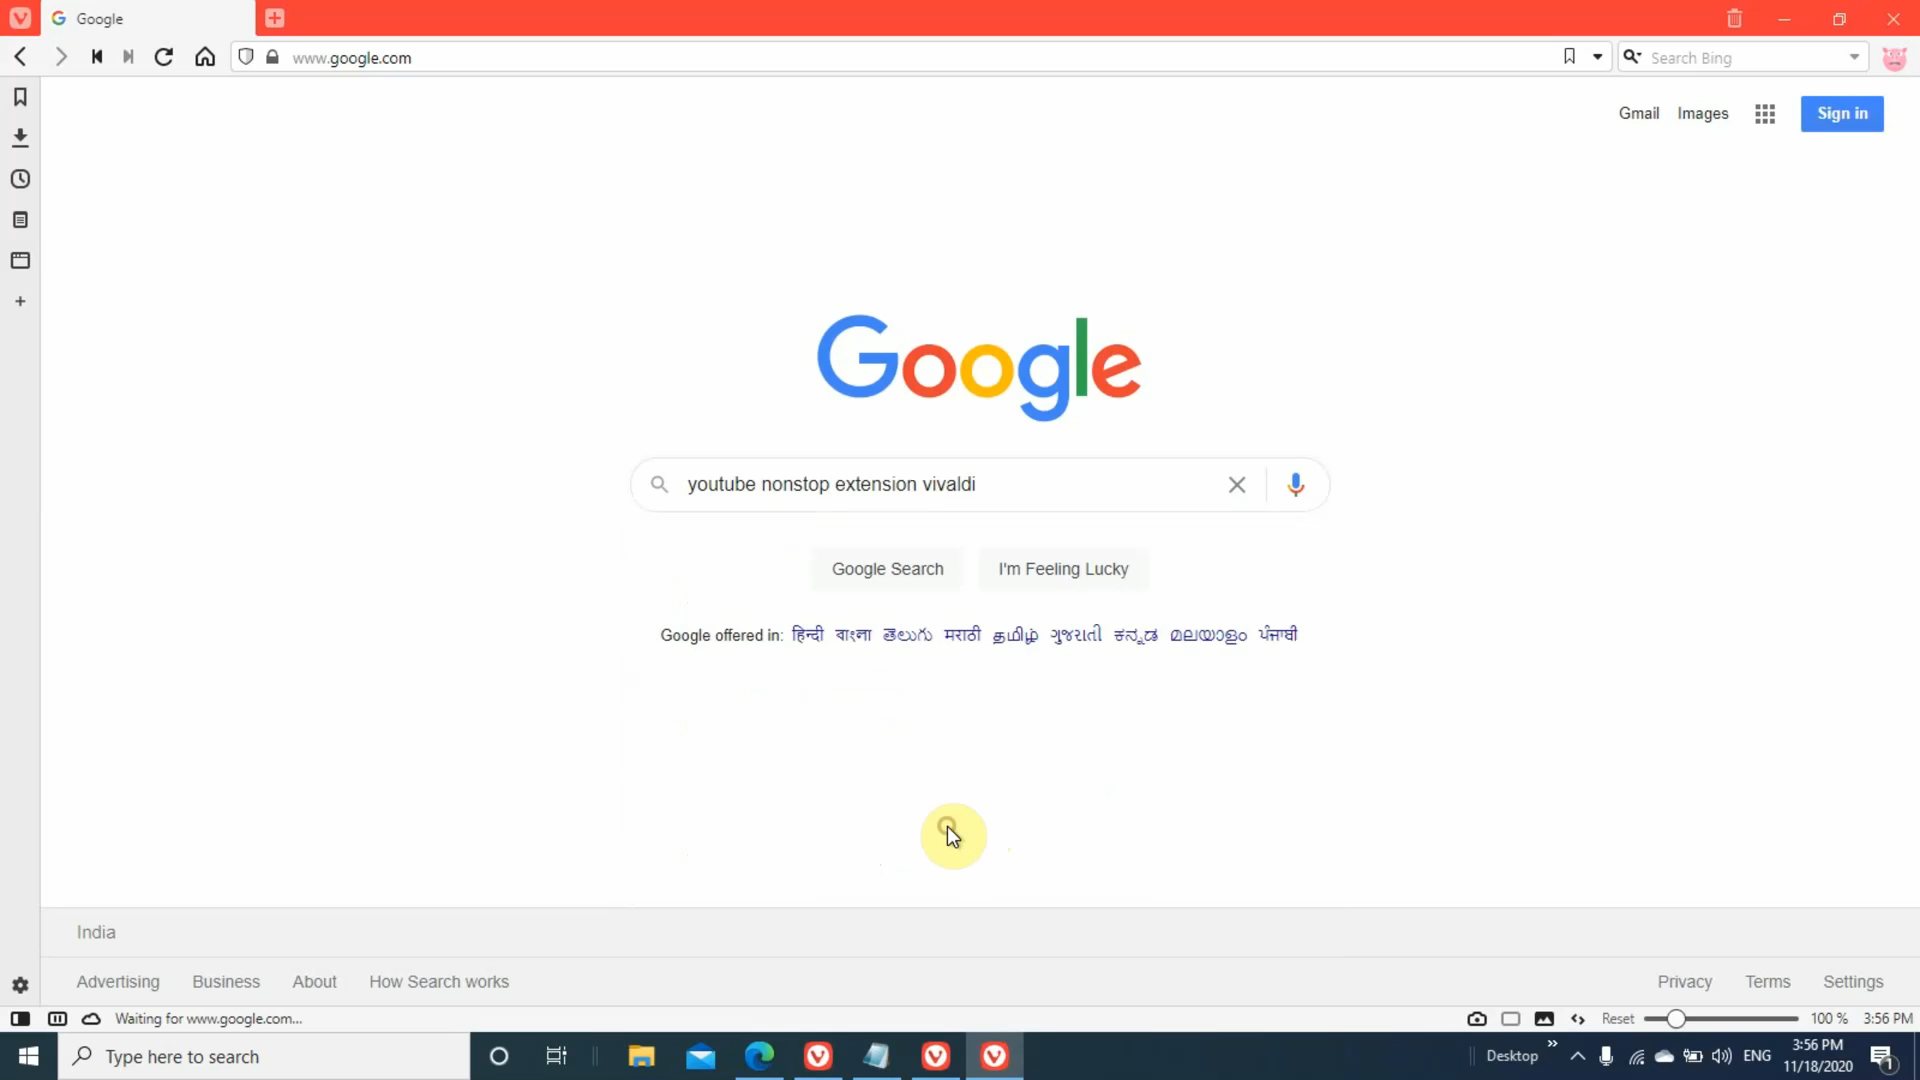 Google
www.google.com
Search Bing
Gmail Images Sign in
Google
youtube nonstop extension vivaldi
Google Search I'm Feeling Lucky
Google offered in: हिन्दी বাংলা తెలుగు मराठी தமிழ் ગુજરાતી ಕನ್ನಡ മലയാളം ਪੰਜਾਬੀ
India
Advertising Business About How Search works Privacy Terms Settings
Waiting for www.google.com... Reset 100 % 3:56 PM
Type here to search Desktop ENG 3:56 PM
11/18/2020
1